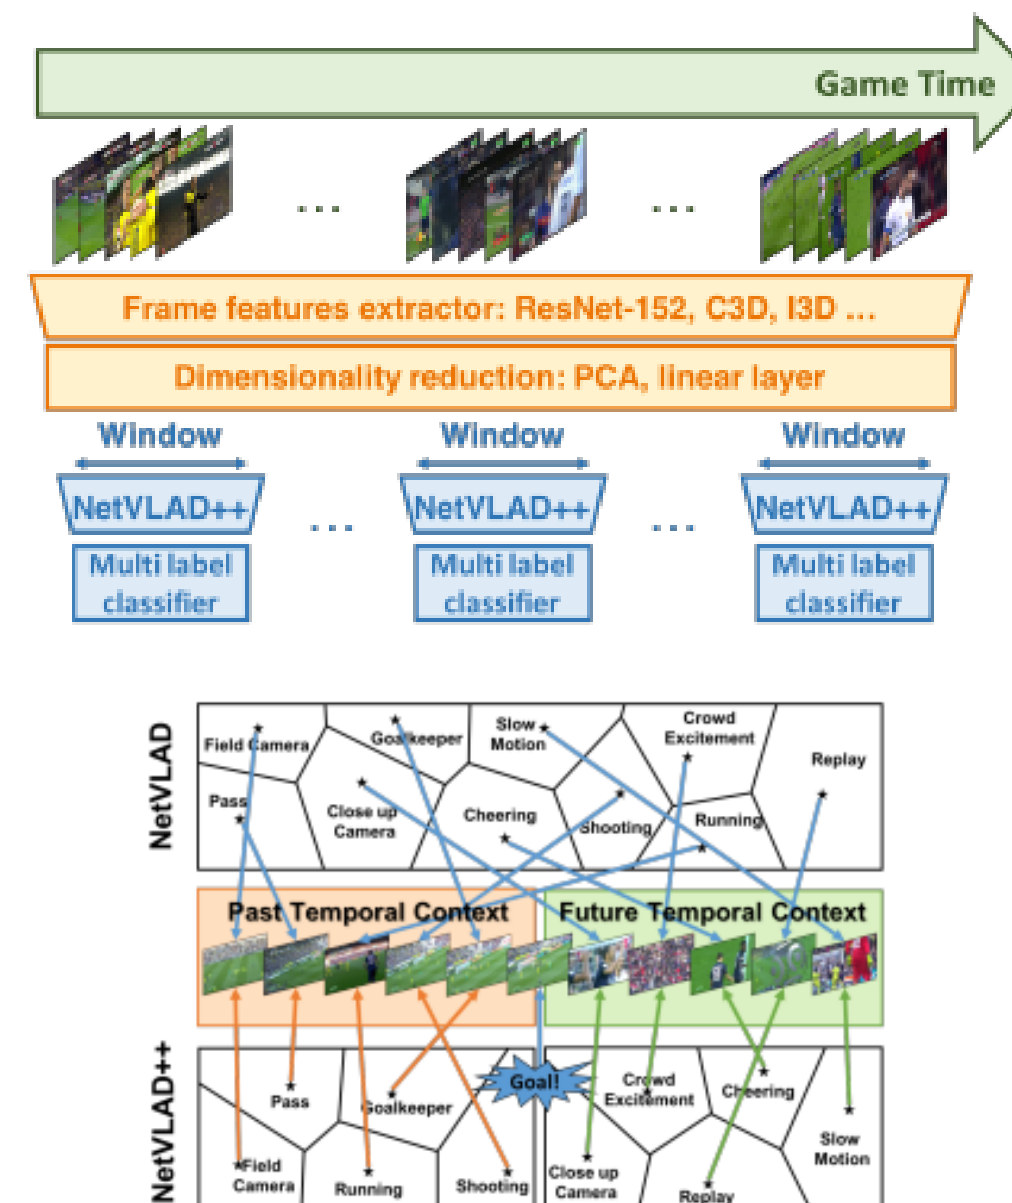 Game Time
... ...
Frame features extractor: ResNet-152, C3D, I3D ...
Dimensionality reduction: PCA, linear layer
Window Window Window
NetVLAD++ ... NetVLAD++ ... NetVLAD++
Multi label Multi label Multi label
classifier classifier classifier
NetVLAD
Field Camera
Goalkeeper
Slow
Motion
Crowd
Excitement
Replay
Pass
Close up
Camera
Cheering
Shooting
Running
Past Temporal Context
Future Temporal Context
NetVLAD++
Goal!
Pass
Goalkeeper
Crowd
Excitement
Cheering
Field
Camera
Running
Shooting
Close up
Camera
Replay
Slow
Motion